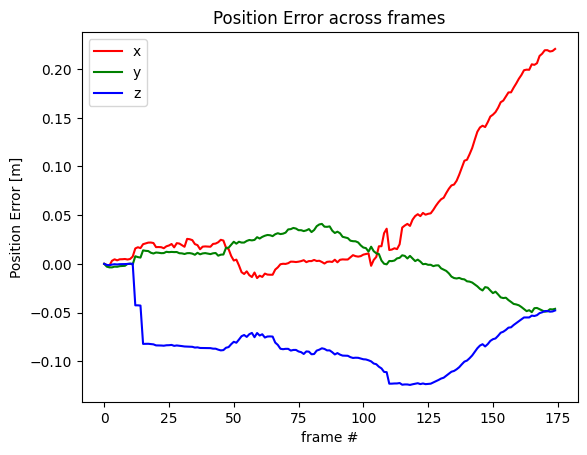 Position Error across frames
x
y
z
Position Error [m]
0.20
0.15
0.10
0.05
0.00
−0.05
−0.10
0 25 50 75 100 125 150 175
frame #